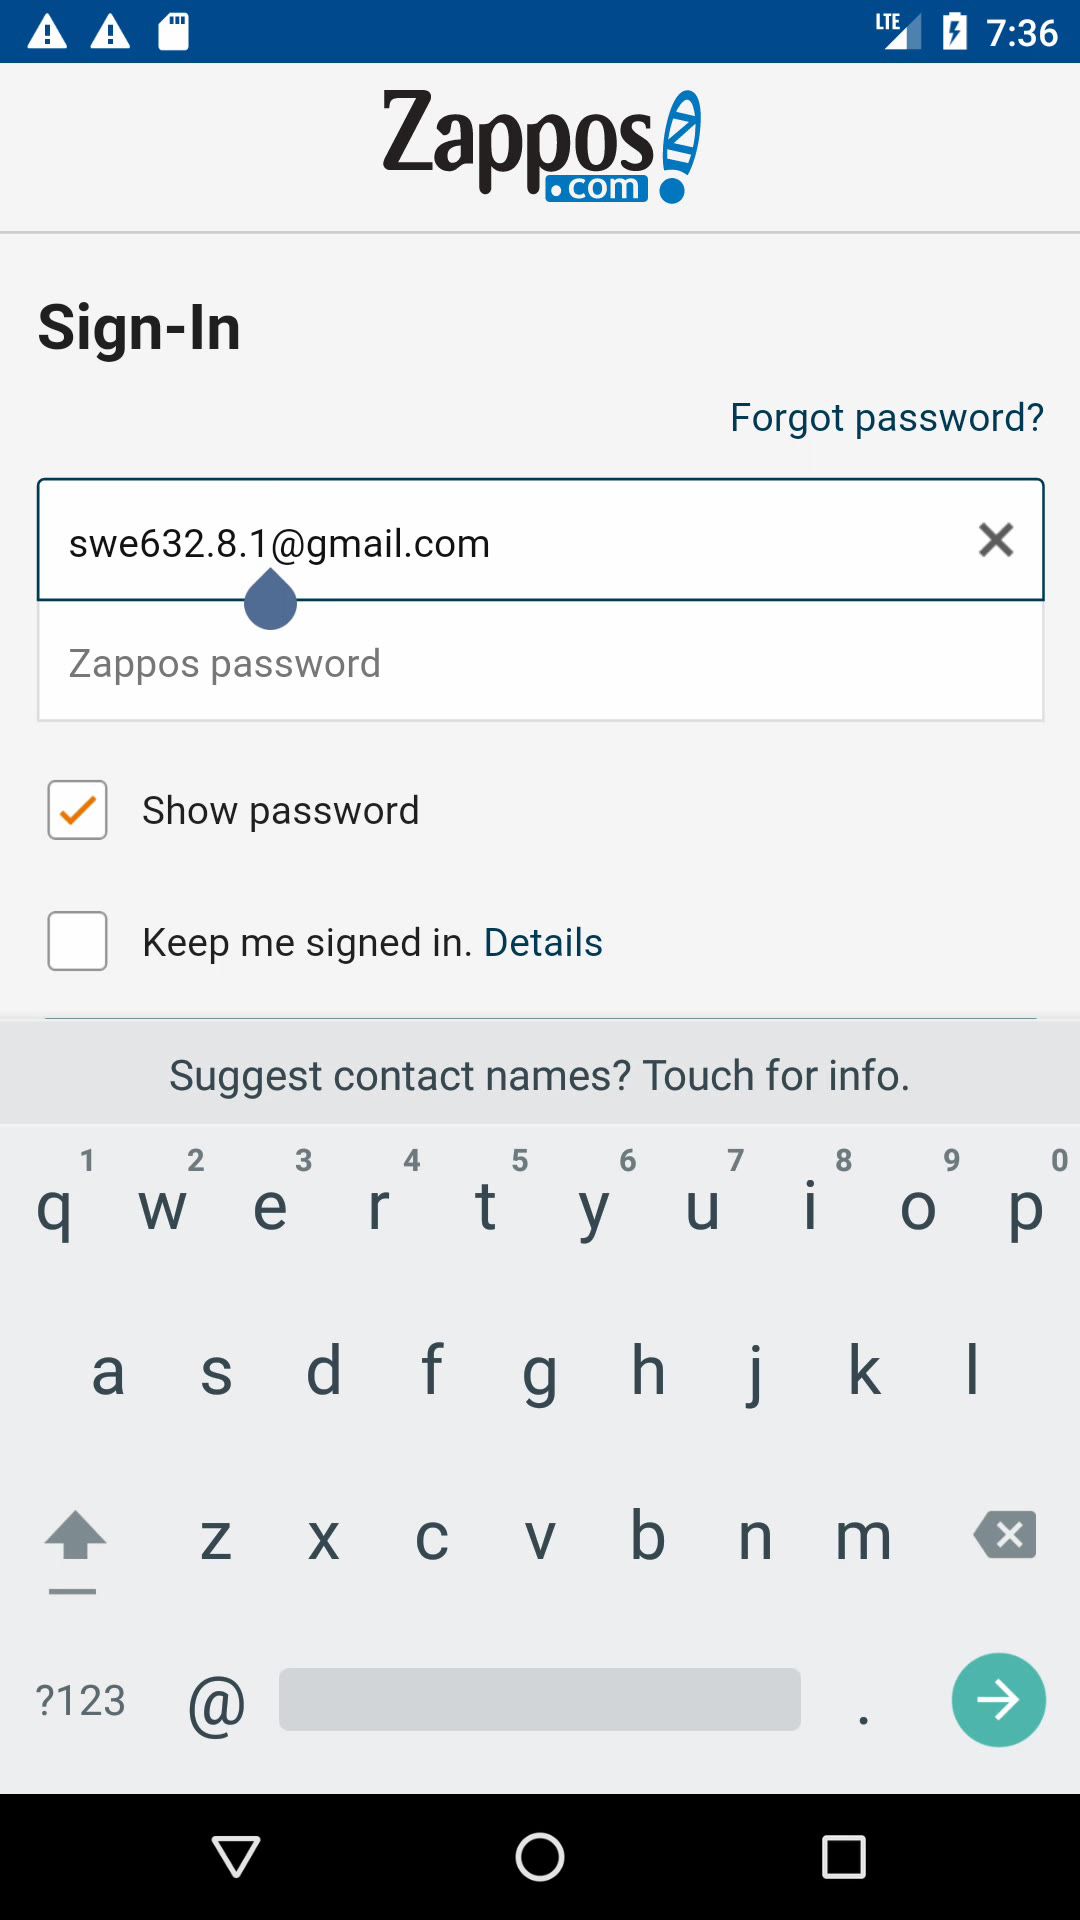 LTE 7:36
Zappos
.com
Sign-In
Forgot password?
swe632.8.1@gmail.com
Zappos password
Show password
Keep me signed in. Details
Suggest contact names? Touch for info.
1 2 3 4 5 6 7 8 9 0
q w e r t y u i o p
a s d f g h j k l
z x c v b n m
?123 @ .